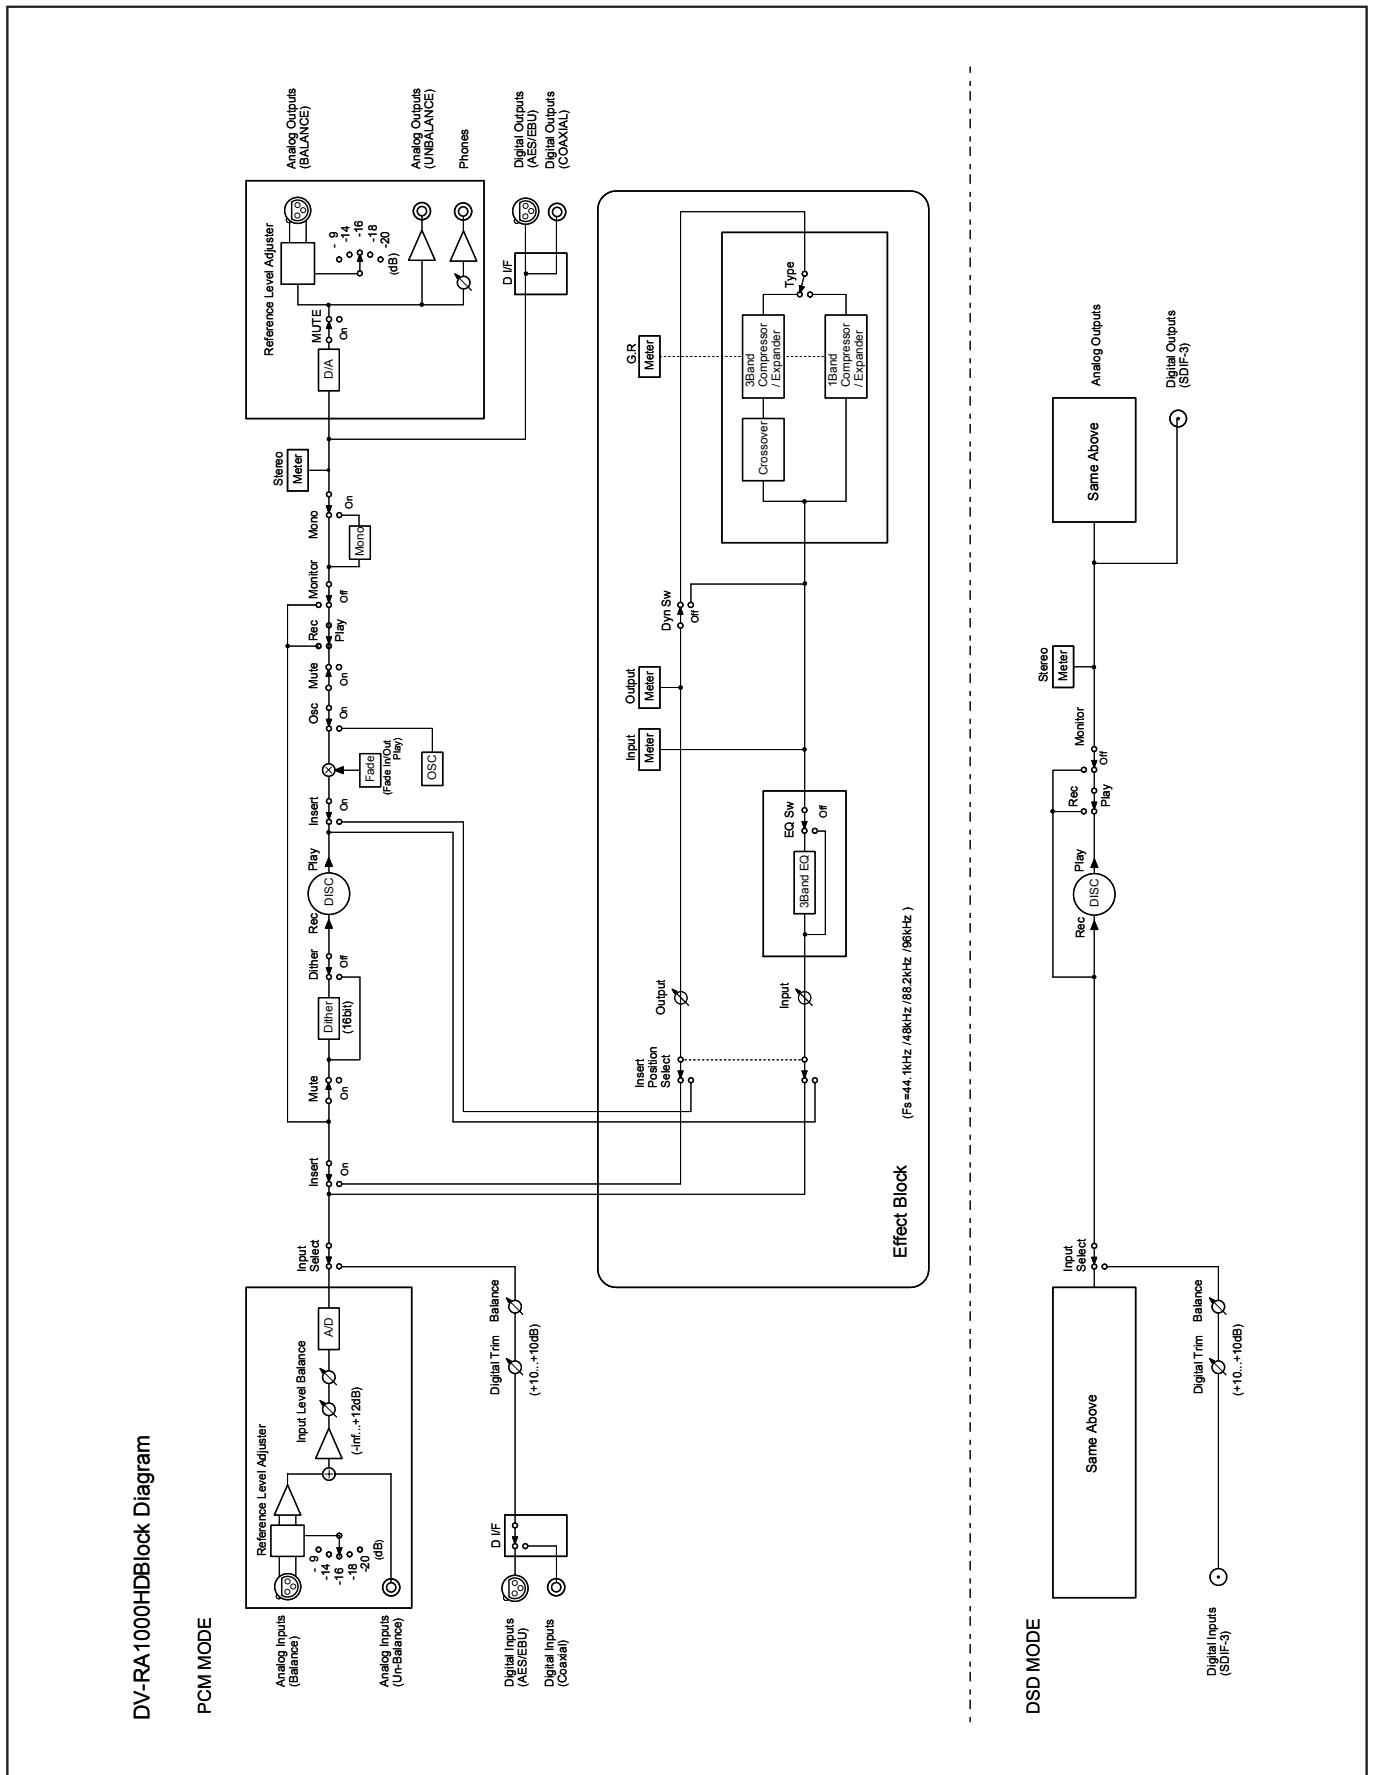 DV-RA1000HDBlock Diagram
PCM MODE
Analog Inputs
(Balance)
Reference Level Adjuster
- 9
-14
-16
-18
-20
(dB)
Analog Inputs
(Un-Balance)
Input Level Balance
(-inf...+12dB)
A/D
Digital Inputs
(AES/EBU)
Digital Inputs
(Coaxial)
D I/F
Digital Trim
Balance
(+10...+10dB)
Input
Select
Insert
On
Mute
On
Dither
(16bit)
Dither
Off
Rec
DISC
Play
Insert
On
Fade
(Fade In/Out
Play)
OSC
Osc
On
Mute
On
Rec
Play
Monitor
Off
Mono
Mono
On
Stereo
Meter
D/A
MUTE
On
Reference Level Adjuster
- 9
-14
-16
-18
-20
(dB)
Analog Outputs
(BALANCE)
Analog Outputs
(UNBALANCE)
Phones
D I/F
Digital Outputs
(AES/EBU)
Digital Outputs
(COAXIAL)
Effect Block
(Fs=44.1kHz /48kHz /88.2kHz /96kHz )
Insert
Position
Select
Output
Input
3Band EQ
EQ Sw
Off
Input
Meter
Output
Meter
Dyn Sw
Off
G.R
Meter
Crossover
3Band
Compressor
/ Expander
1Band
Compressor
/ Expander
Type
DSD MODE
Same Above
Digital Inputs
(SDIF-3)
Digital Trim
Balance
(+10...+10dB)
Input
Select
Rec
DISC
Play
Rec
Play
Monitor
Off
Stereo
Meter
Same Above
Analog Outputs
Digital Outputs
(SDIF-3)